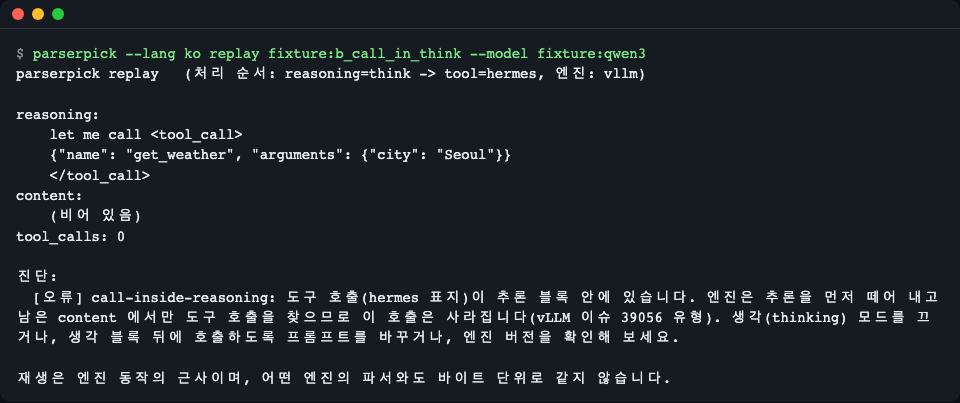 $ parserpick --lang ko replay fixture:b_call_in_think --model fixture:qwen3
parserpick replay   (처리 순서: reasoning=think -> tool=hermes, 엔진: vllm)
reasoning:
    let me call <tool_call>
    {"name": "get_weather", "arguments": {"city": "Seoul"}}
    </tool_call>
content:
    (비어 있음)
tool_calls: 0
진단:
  [오류] call-inside-reasoning: 도구 호출(hermes 표지)이 추론 블록 안에 있습니다. 엔진은 추론을 먼저 떼어 내고
남은 content 에서만 도구 호출을 찾으므로 이 호출은 사라집니다(vLLM 이슈 39056 유형). 생각(thinking) 모드를 끄
거나, 생각 블록 뒤에 호출하도록 프롬프트를 바꾸거나, 엔진 버전을 확인해 보세요.
재생은 엔진 동작의 근사이며, 어떤 엔진의 파서와도 바이트 단위로 같지 않습니다.